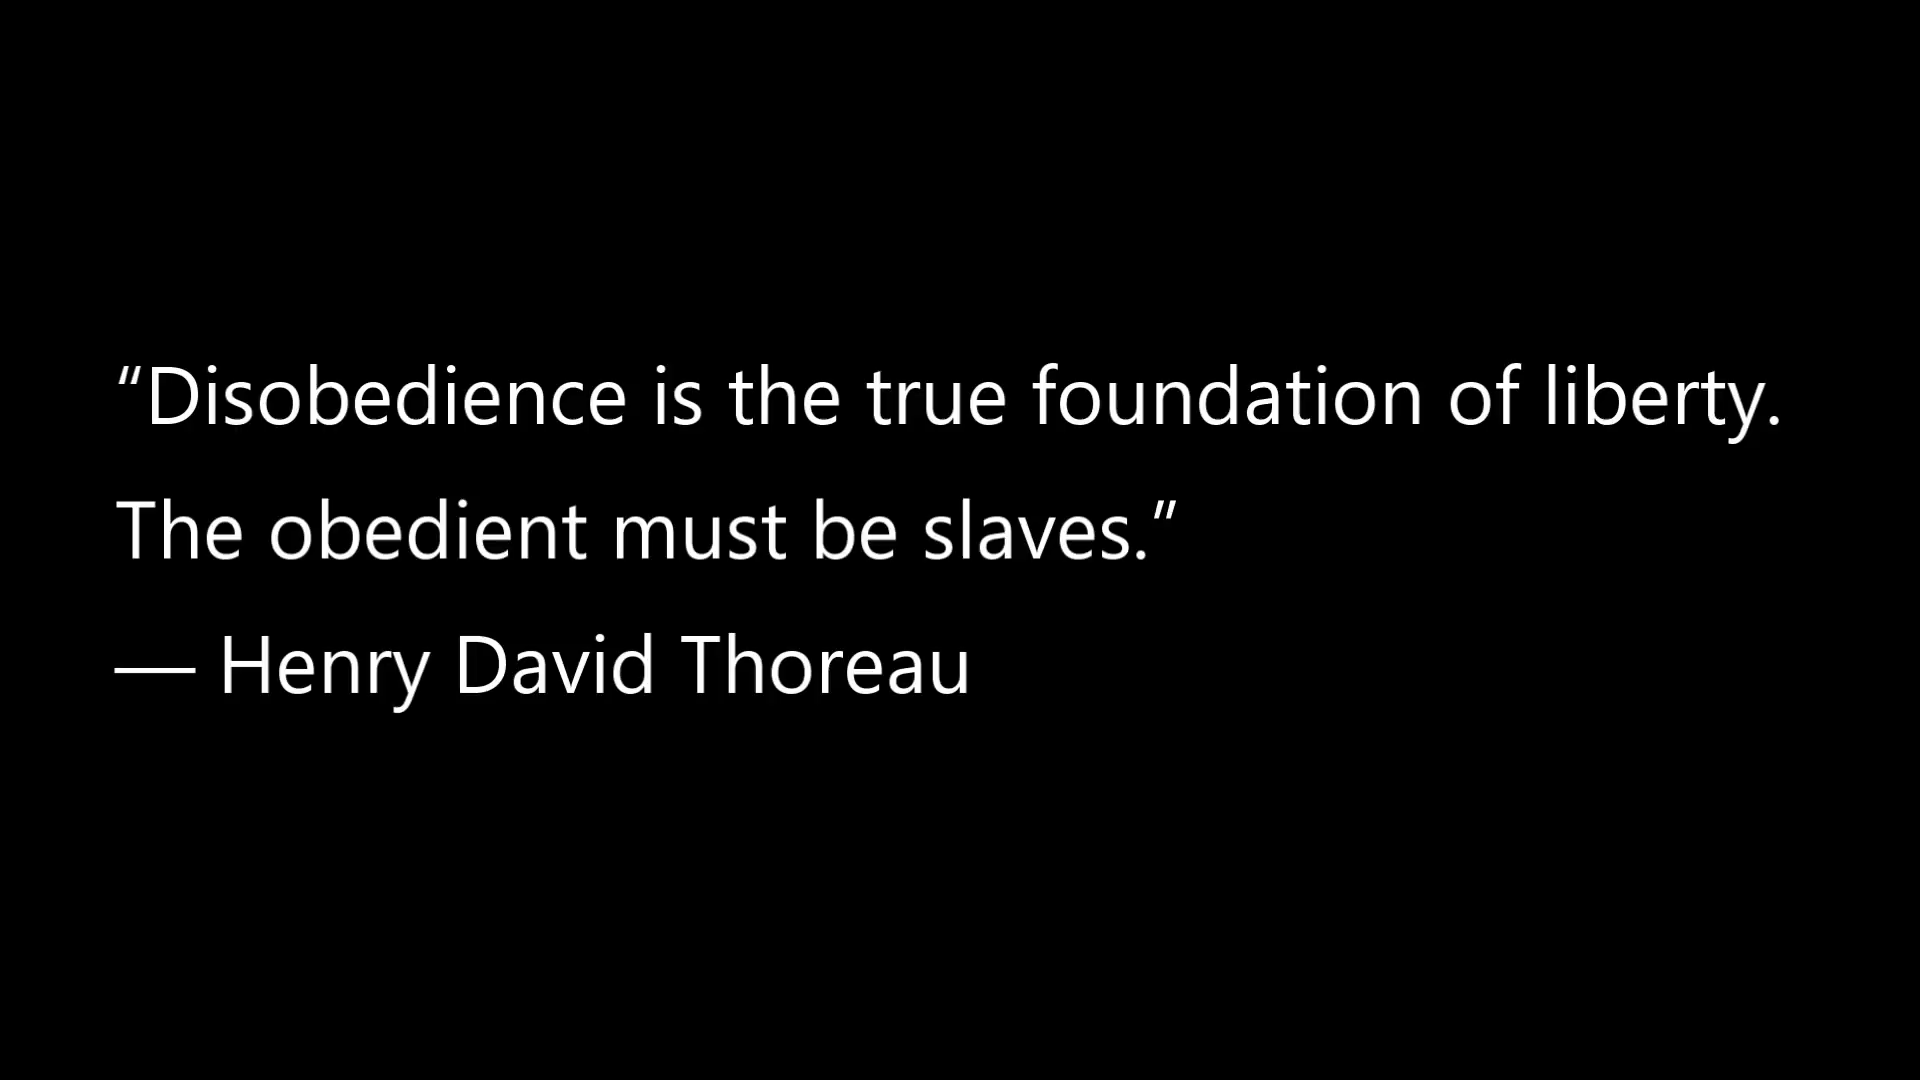 “Disobedience is the true foundation of liberty.
The obedient must be slaves.”
— Henry David Thoreau